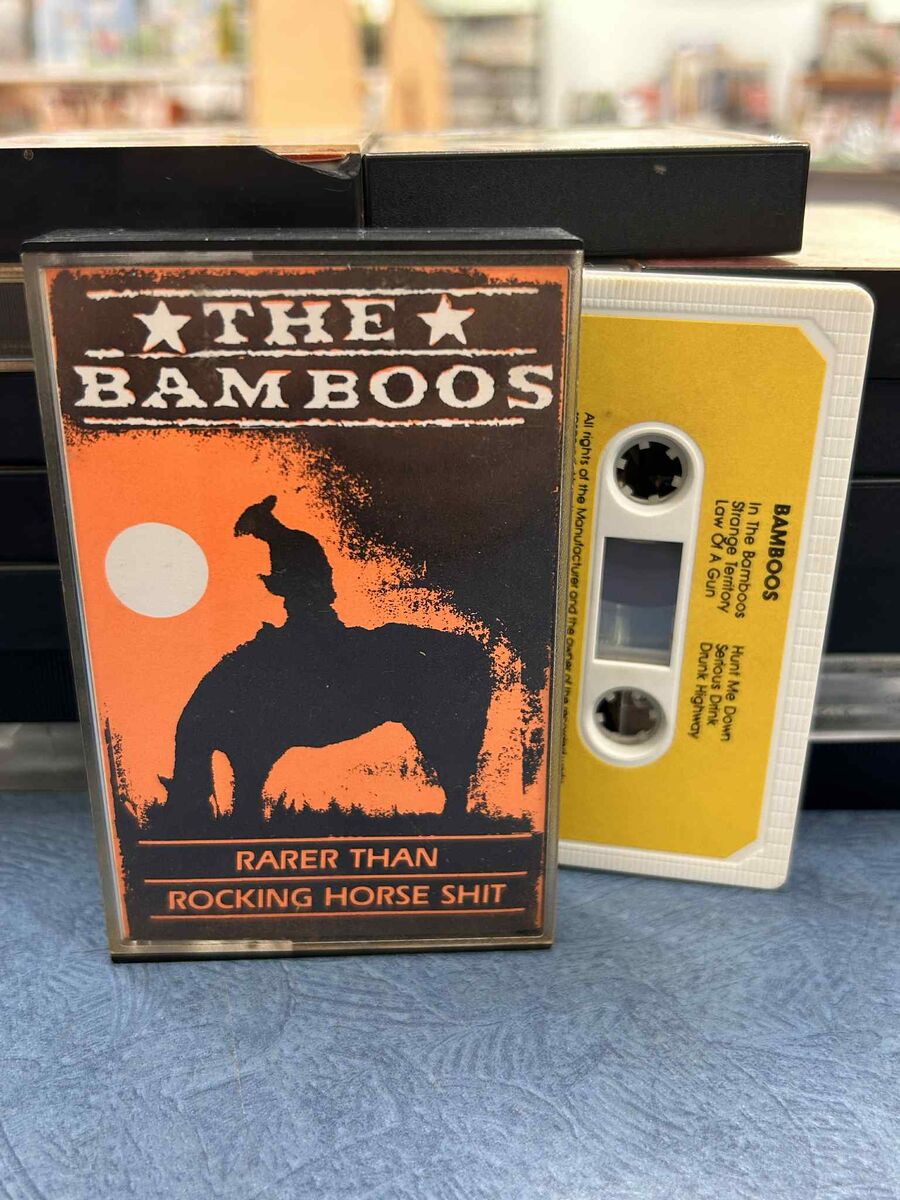 THE
BAMBOOS
RARER THAN
ROCKING HORSE SHIT
BAMBOOS
In The Bamboos
Strange Territory
Law Of A Gun
Hunt Me Down
Serious Drink
Drunk Highway
All rights of the Manufacturer and the owner of the